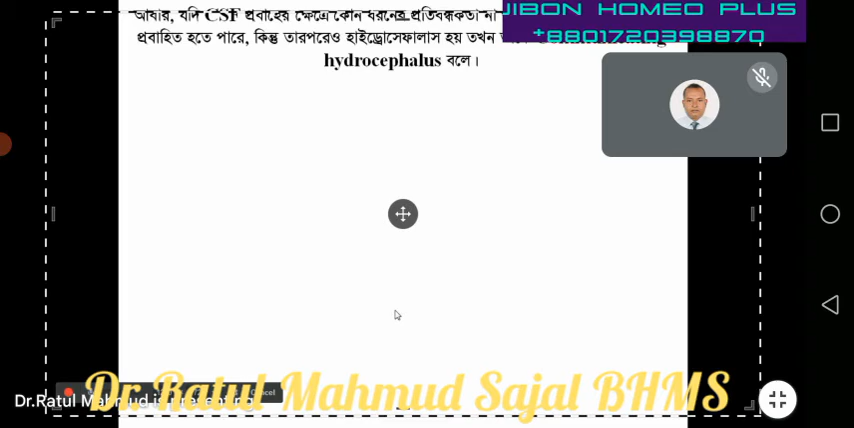 আবার, যদি CSF প্রবাহের ক্ষেত্রে কোন ধরনের প্রতিবন্ধকতা না
প্রবাহিত হতে পারে, কিন্তু তারপরেও হাইড্রোসেফালাস হয় তখন
hydrocephalus বলে।
JIBON HOMEO PLUS
+8801720398870
Dr.Ratul Mahmud is presenting
Dr.Ratul Mahmud Sajal BHMS